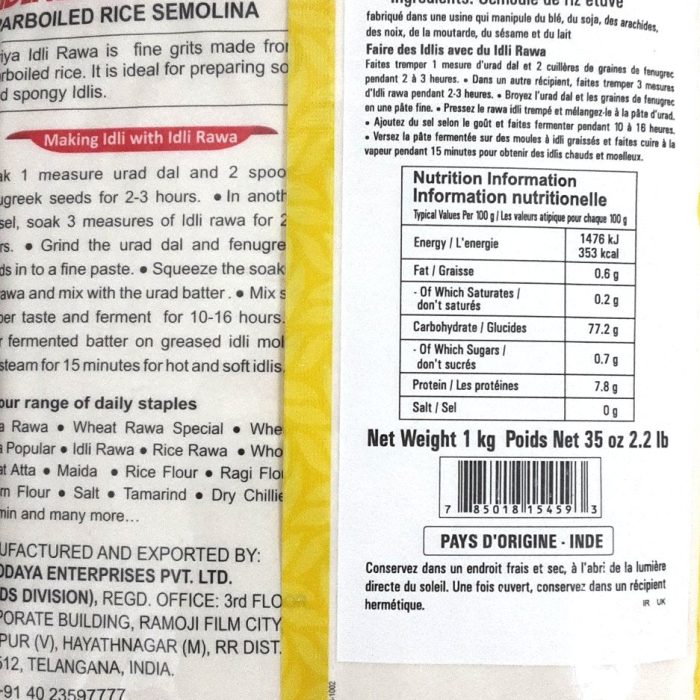 PARBOILED RICE SEMOLINA
iya Idli Rawa is fine grits made from
rboiled rice. It is ideal for preparing so
d spongy Idlis.
Making Idli with Idli Rawa
ak 1 measure urad dal and 2 spoo
ugreek seeds for 2-3 hours. • In anoth
sel, soak 3 measures of Idli rawa for 2
rs. • Grind the urad dal and fenugre
ds in to a fine paste. • Squeeze the soak
awa and mix with the urad batter. • Mix s
per taste and ferment for 10-16 hours.
r fermented batter on greased idli mol
steam for 15 minutes for hot and soft idlis.
our range of daily staples
a Rawa • Wheat Rawa Special • Whe
a Popular • Idli Rawa • Rice Rawa • Who
at Atta • Maida • Rice Flour • Ragi Flou
rn Flour • Salt • Tamarind • Dry Chillie
min and many more...
UFACTURED AND EXPORTED BY:
ODAYA ENTERPRISES PVT. LTD.
DS DIVISION), REGD. OFFICE: 3rd FLO
PORATE BUILDING, RAMOJI FILM CITY
PUR (V), HAYATHNAGAR (M), RR DIST.
512, TELANGANA, INDIA.
-91 40 23597777
Ingrédients: Semoule de riz étuvé
fabriqué dans une usine qui manipule du blé, du soja, des arachides,
des noix, de la moutarde, du sésame et du lait
Faire des Idlis avec du Idli Rawa
Faites tremper 1 mesure d'urad dal et 2 cuillères de graines de fenugrec
pendant 2 à 3 heures. • Dans un autre récipient, faites tremper 3 mesures
d'Idli rawa pendant 2-3 heures. • Broyez l'urad dal et les graines de fenugrec
en une pâte fine. • Pressez le rawa idli trempé et mélangez-le à la pâte d'urad.
• Ajoutez du sel selon le goût et faites fermenter pendant 10 à 16 heures.
• Versez la pâte fermentée sur des moules à idli graissés et faites cuire à la
vapeur pendant 15 minutes pour obtenir des idlis chauds et moelleux.
Nutrition Information
Information nutritionelle
Typical Values Per 100 g / Les valeurs atipique pour chaque 100 g
Energy / L'energie 1476 kJ
353 kcal
Fat / Graisse 0.6 g
- Of Which Saturates /
don't saturés 0.2 g
Carbohydrate / Glucides 77.2 g
- Of Which Sugars /
don't sucrés 0.7 g
Protein / Les protéines 7.8 g
Salt / Sel 0 g
Net Weight 1 kg Poids Net 35 oz 2.2 lb
7 85018 15459 3
PAYS D'ORIGINE - INDE
Conservez dans un endroit frais et sec, à l'abri de la lumière
directe du soleil. Une fois ouvert, conservez dans un récipient
hermétique.
IR UK
-1002